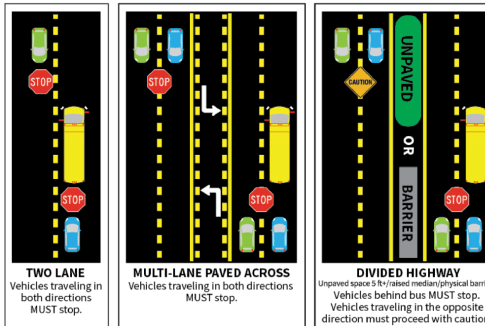 STOP
STOP
TWO LANE
Vehicles traveling in
both directions
MUST stop.
STOP
STOP
MULTI-LANE PAVED ACROSS
Vehicles traveling in both directions
MUST stop.
CAUTION
UNPAVED
OR
BARRIER
STOP
DIVIDED HIGHWAY
Unpaved space 5 ft+/raised median/physical
Vehicles behind bus MUST stop.
Vehicles traveling in the opposite
direction must proceed with